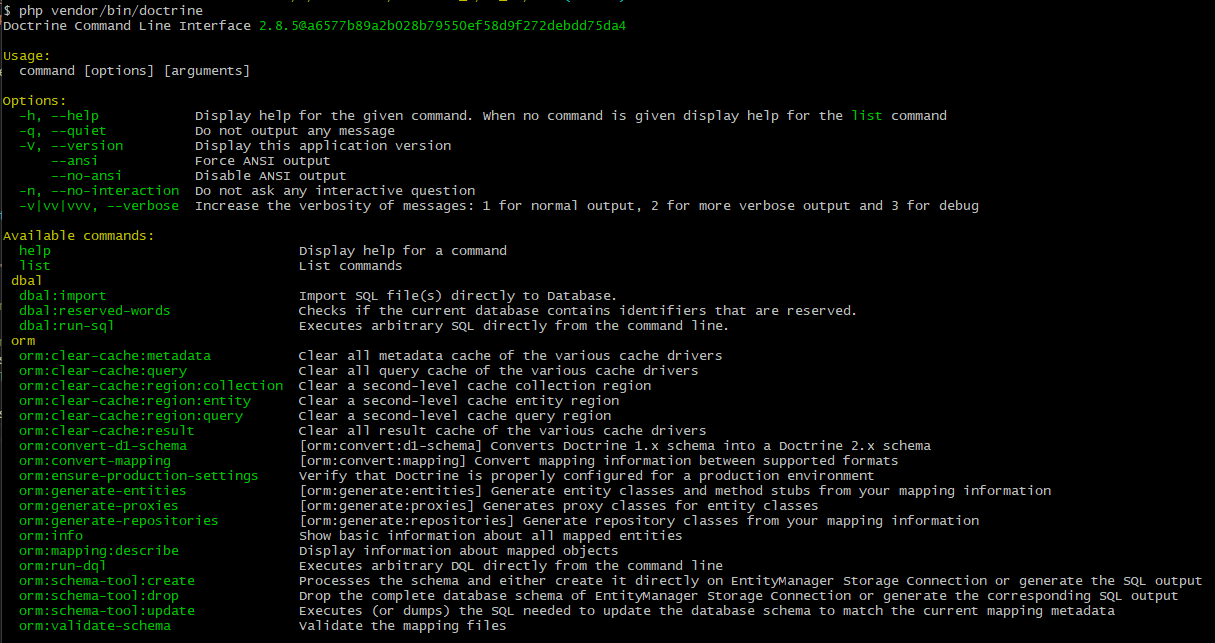 $ php vendor/bin/doctrine
Doctrine Command Line Interface 2.8.5@a6577b89a2b028b79550ef58d9f272debdd75da4
Usage:
command [options] [arguments]
Options:
-h, --help Display help for the given command. When no command is given display help for the list command
-q, --quiet Do not output any message
-V, --version Display this application version
--ansi Force ANSI output
--no-ansi Disable ANSI output
-n, --no-interaction Do not ask any interactive question
-v|vv|vvv, --verbose Increase the verbosity of messages: 1 for normal output, 2 for more verbose output and 3 for debug
Available commands:
help Display help for a command
list List commands
dbal
dbal:import Import SQL file(s) directly to Database.
dbal:reserved-words Checks if the current database contains identifiers that are reserved.
dbal:run-sql Executes arbitrary SQL directly from the command line.
orm
orm:clear-cache:metadata Clear all metadata cache of the various cache drivers
orm:clear-cache:query Clear all query cache of the various cache drivers
orm:clear-cache:region:collection Clear a second-level cache collection region
orm:clear-cache:region:entity Clear a second-level cache entity region
orm:clear-cache:region:query Clear a second-level cache query region
orm:clear-cache:result Clear all result cache of the various cache drivers
orm:convert-d1-schema [orm:convert:d1-schema] Converts Doctrine 1.x schema into a Doctrine 2.x schema
orm:convert-mapping [orm:convert:mapping] Convert mapping information between supported formats
orm:ensure-production-settings Verify that Doctrine is properly configured for a production environment
orm:generate-entities [orm:generate:entities] Generate entity classes and method stubs from your mapping information
orm:generate-proxies [orm:generate:proxies] Generates proxy classes for entity classes
orm:generate-repositories [orm:generate:repositories] Generate repository classes from your mapping information
orm:info Show basic information about all mapped entities
orm:mapping:describe Display information about mapped objects
orm:run-dql Executes arbitrary DQL directly from the command line
orm:schema-tool:create Processes the schema and either create it directly on EntityManager Storage Connection or generate the SQL output
orm:schema-tool:drop Drop the complete database schema of EntityManager Storage Connection or generate the corresponding SQL output
orm:schema-tool:update Executes (or dumps) the SQL needed to update the database schema to match the current mapping metadata
orm:validate-schema Validate the mapping files